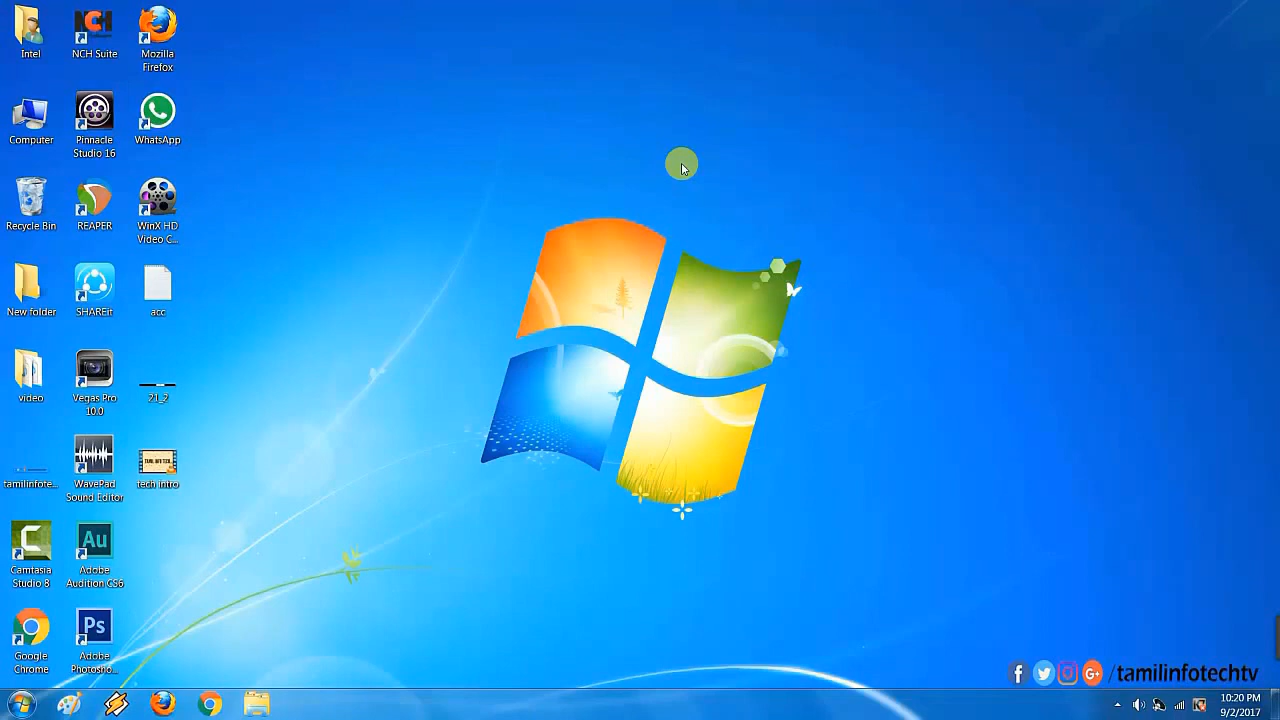 Intel
NCH
NCH Suite
Mozilla
Firefox
Computer
Pinnacle
Studio 16
WhatsApp
Recycle Bin
REAPER
WinX HD
Video C...
New folder
SHAREit
acc
video
Vegas Pro
10.0
21_2
tamilinfote...
WavePad
Sound Editor
tech intro
Camtasia
Studio 8
Au
Adobe
Audition CS6
Google
Chrome
Ps
Adobe
Photosho...
f G+ /tamilinfotechtv
10:20 PM
9/2/2017